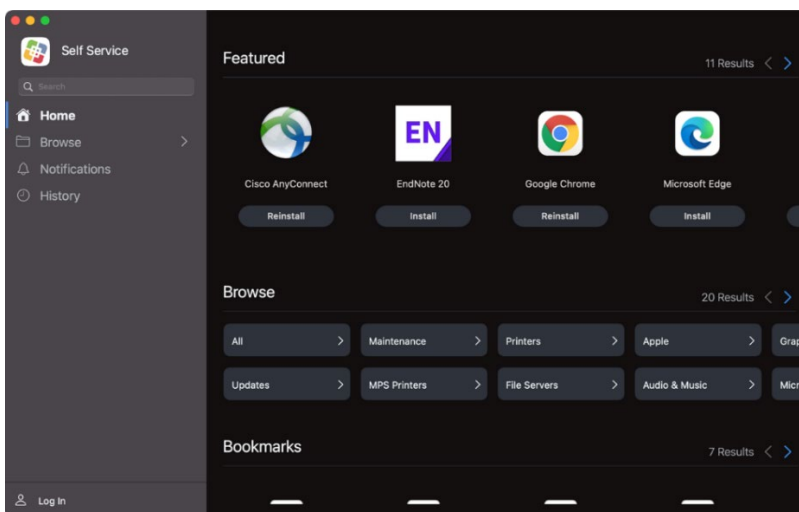 Self Service
Search
Home
Browse
Notifications
History
Log In
Featured
11 Results
EN
Cisco AnyConnect
EndNote 20
Google Chrome
Microsoft Edge
Reinstall
Install
Reinstall
Install
Browse
20 Results
All
Maintenance
Printers
Apple
Grap
Updates
MPS Printers
File Servers
Audio & Music
Micr
Bookmarks
7 Results